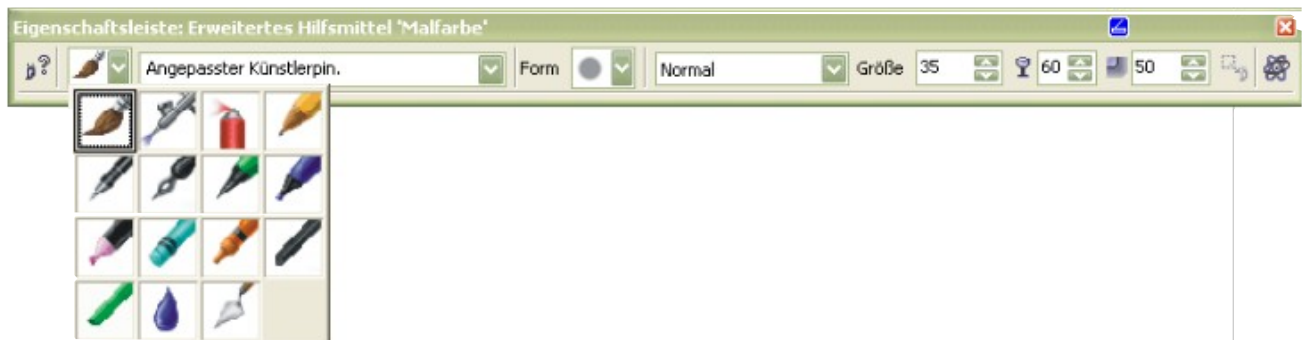 Eigenschaftsleiste: Erweitertes Hilfsmittel 'Malfarbe'
? Angepasster Künstlerpin. Form Normal Größe 35 60 50